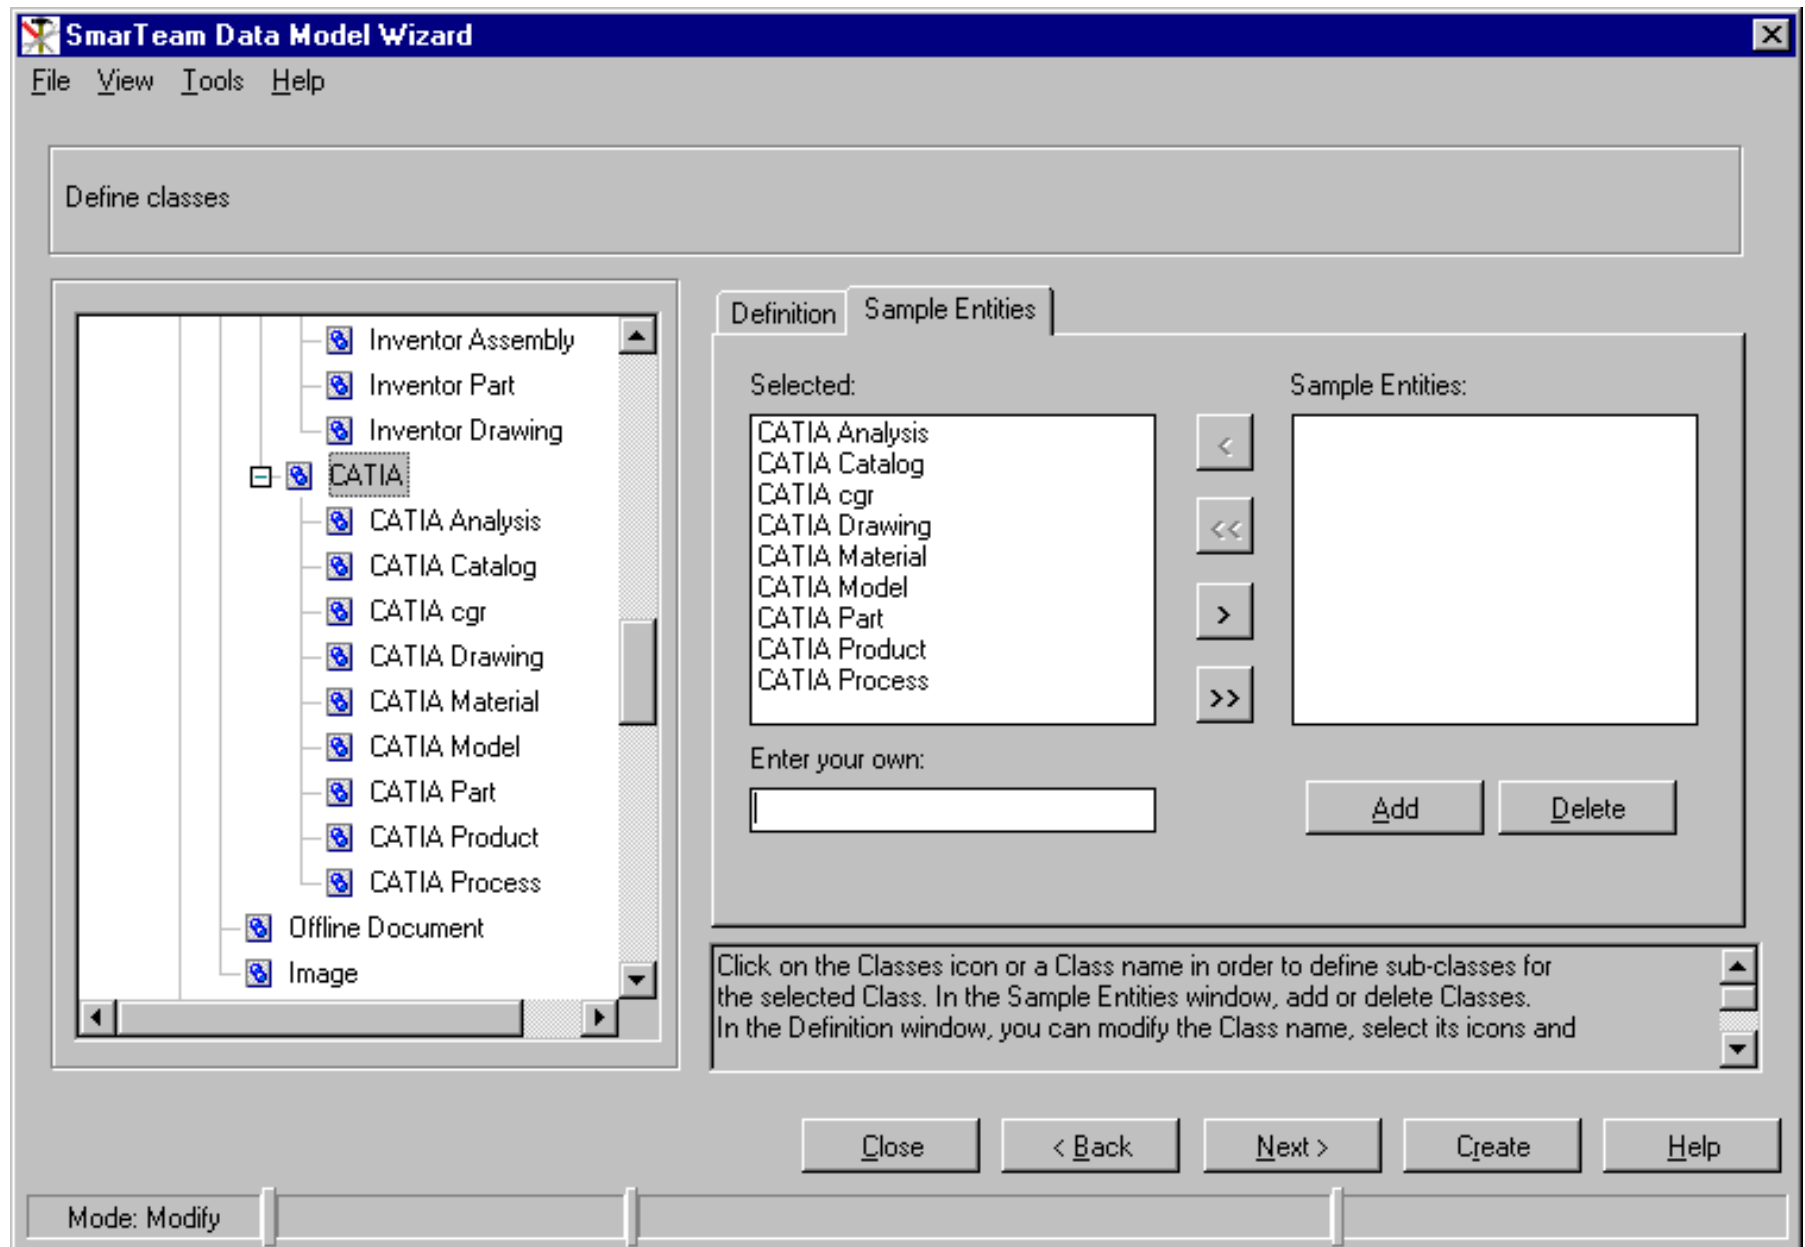 SmarTeam Data Model Wizard
File View Tools Help
Define classes
Inventor Assembly
Inventor Part
Inventor Drawing
CATIA
CATIA Analysis
CATIA Catalog
CATIA cgr
CATIA Drawing
CATIA Material
CATIA Model
CATIA Part
CATIA Product
CATIA Process
Offline Document
Image
Definition Sample Entities
Selected:
CATIA Analysis
CATIA Catalog
CATIA cgr
CATIA Drawing
CATIA Material
CATIA Model
CATIA Part
CATIA Product
CATIA Process
<
<<
>
>>
Sample Entities:
Enter your own:
Add Delete
Click on the Classes icon or a Class name in order to define sub-classes for
the selected Class. In the Sample Entities window, add or delete Classes.
In the Definition window, you can modify the Class name, select its icons and
Close < Back Next > Create Help
Mode: Modify